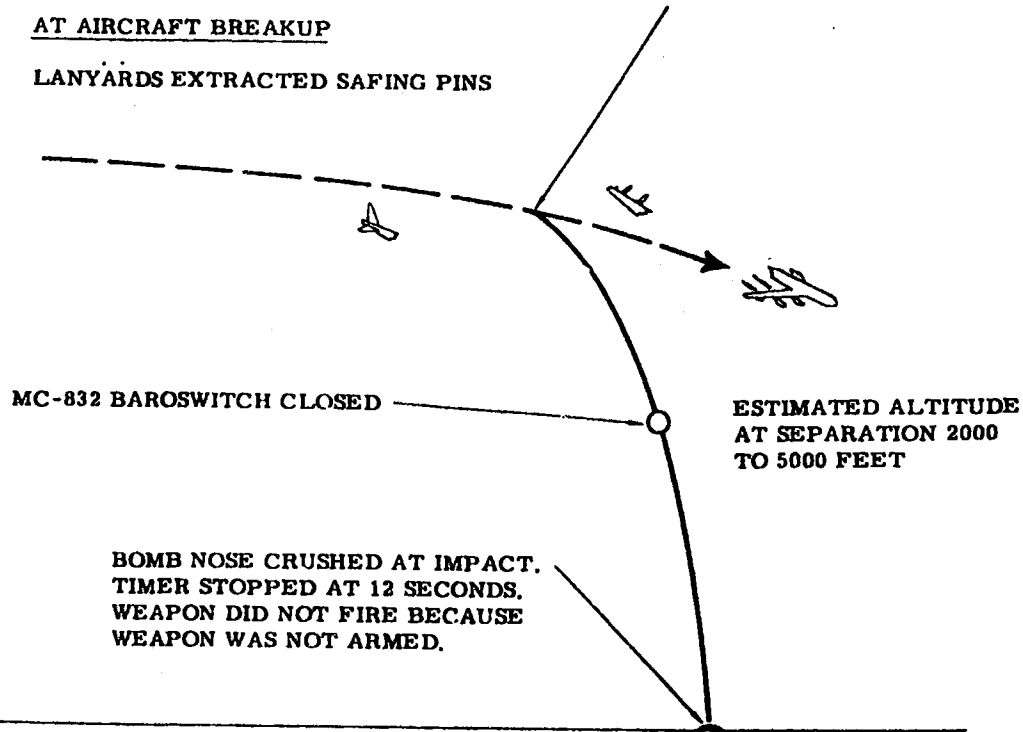 AT AIRCRAFT BREAKUP
LANYARDS EXTRACTED SAFING PINS
MC-832 BAROSWITCH CLOSED
ESTIMATED ALTITUDE
AT SEPARATION 2000
TO 5000 FEET
BOMB NOSE CRUSHED AT IMPACT.
TIMER STOPPED AT 12 SECONDS.
WEAPON DID NOT FIRE BECAUSE
WEAPON WAS NOT ARMED.